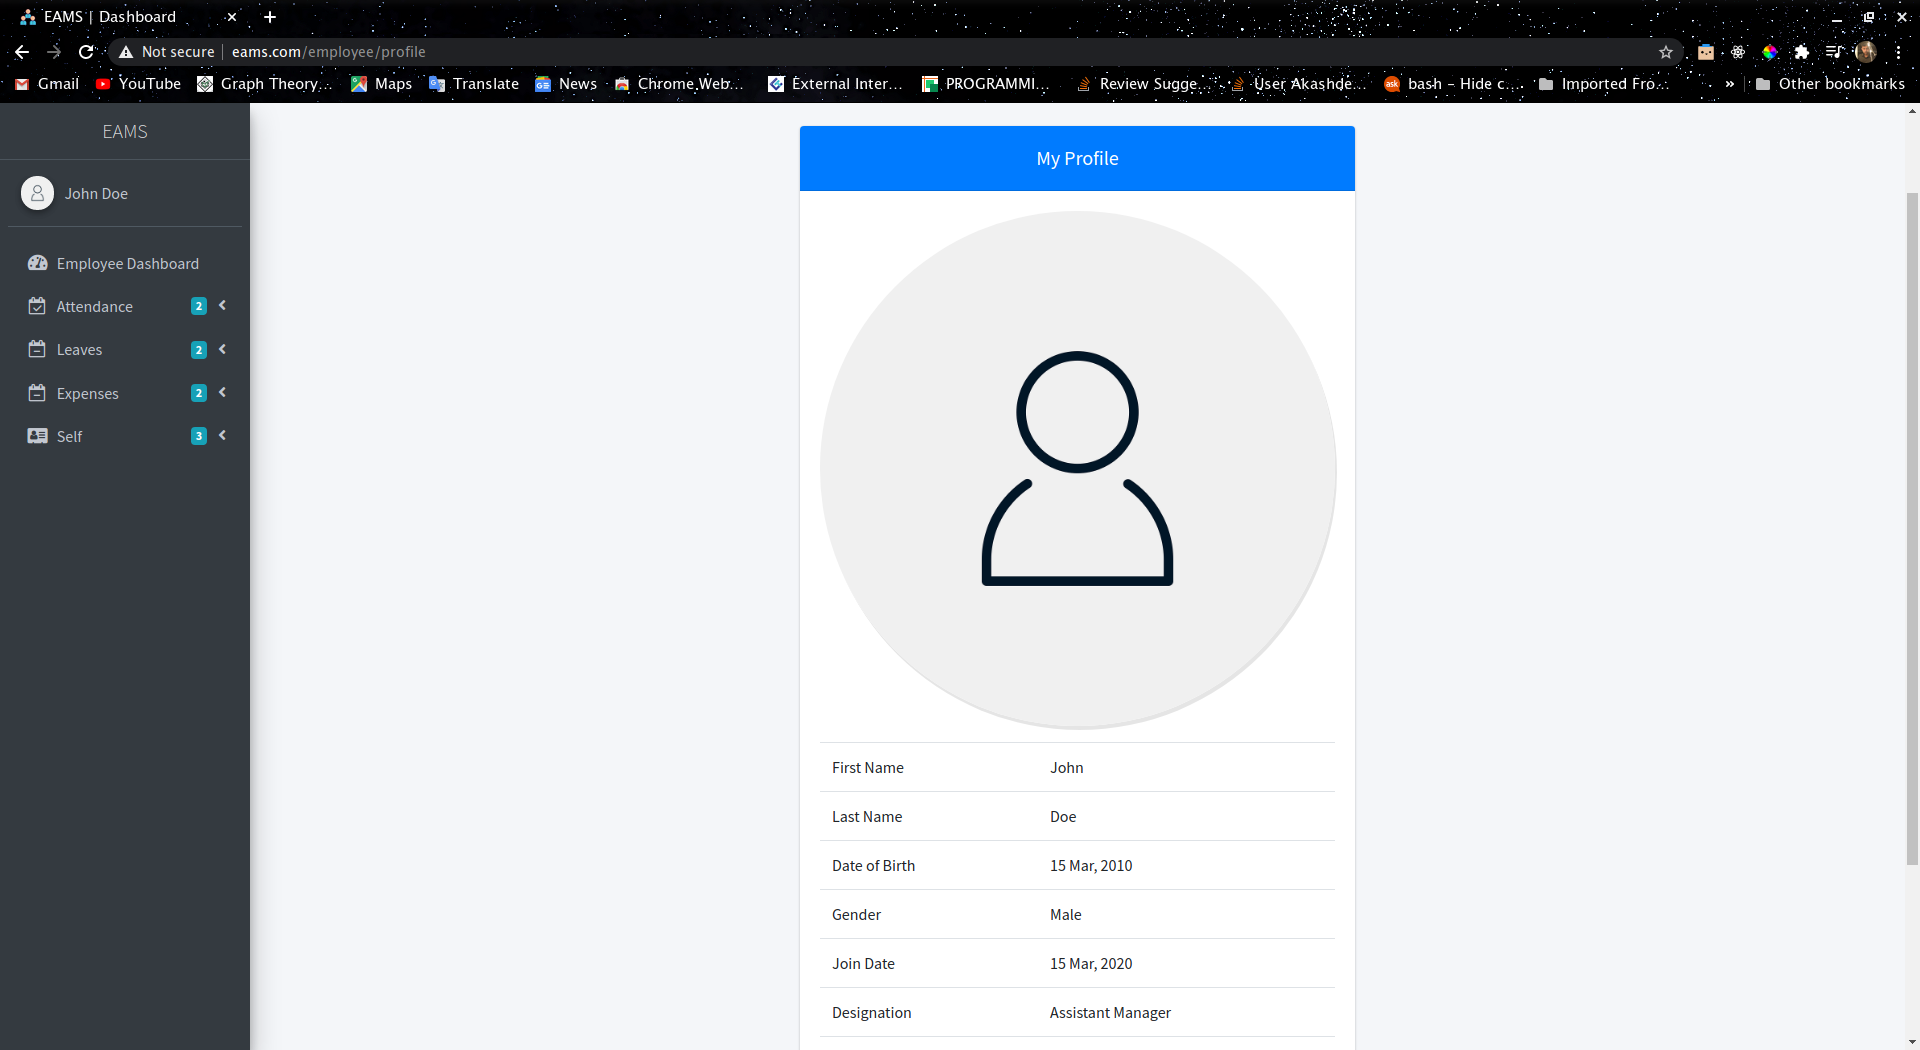 EAMS | Dashboard
Not secure | eams.com/employee/profile
Gmail YouTube Graph Theory... Maps Translate News Chrome Web... External Inter... PROGRAMMI... Review Sugge... User Akashde... ask bash – Hide c... Imported Fro... » Other bookmarks
EAMS
John Doe
Employee Dashboard
Attendance 2
Leaves 2
Expenses 2
Self 3
My Profile
First Name John
Last Name Doe
Date of Birth 15 Mar, 2010
Gender Male
Join Date 15 Mar, 2020
Designation Assistant Manager